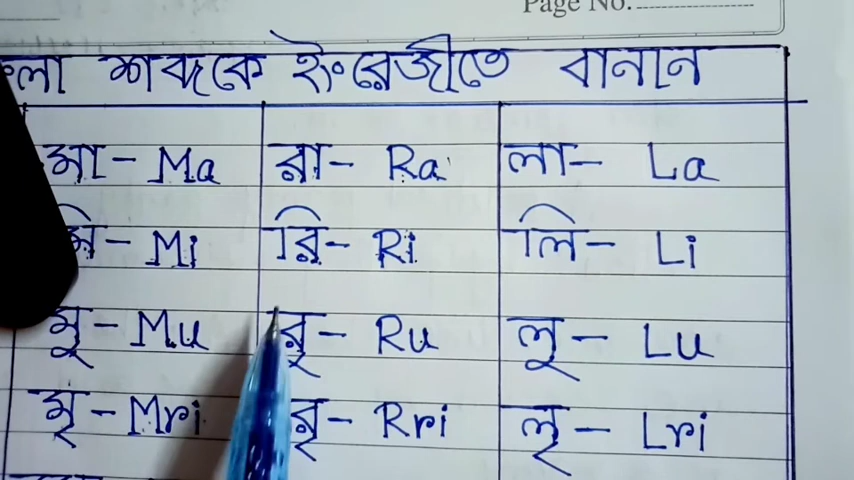 Page No.
লা শব্দকে ইংরেজীতে বানান
মা - Ma রা - Ra লা - La
মি - Mi রি - Ri লি - Li
মু - Mu রু - Ru লু - Lu
মৃ - Mri রৃ - Rri লৃ - Lri